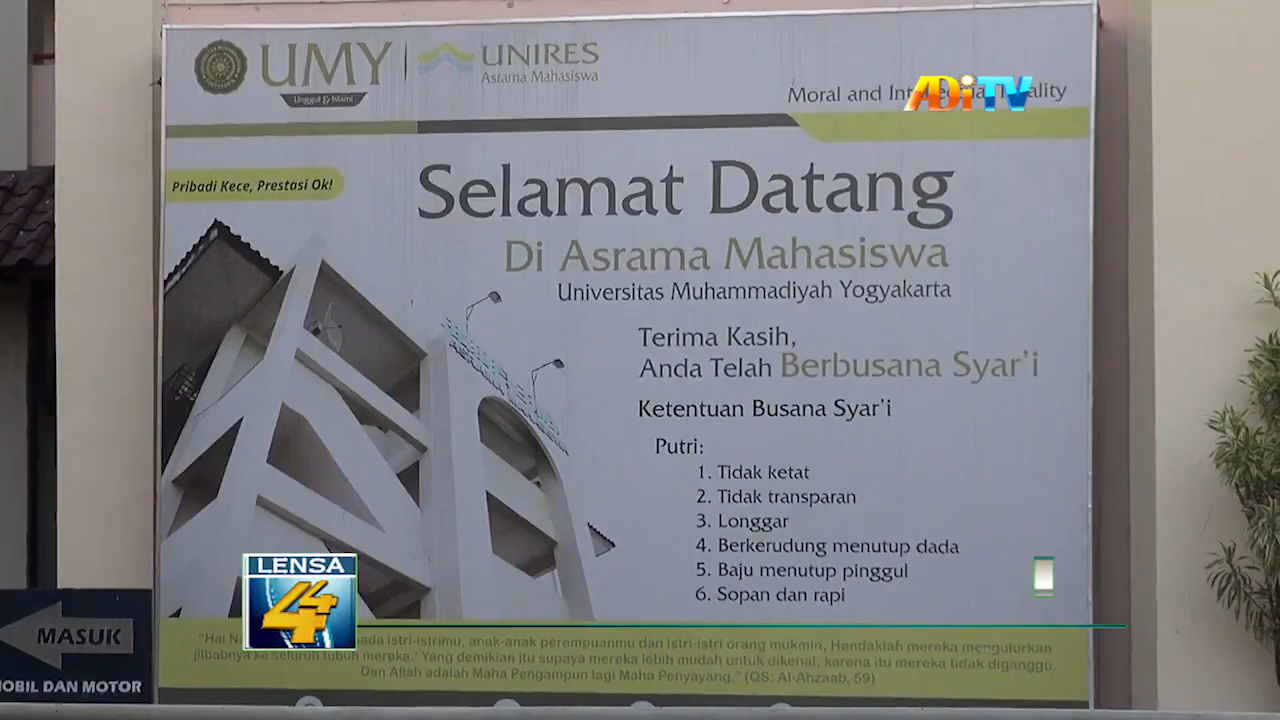 UMY
Unggul & Islami
UNIRES
Asrama Mahasiswa
Moral and
ADiTV
Pribadi Kece, Prestasi Ok!
Selamat Datang
Di Asrama Mahasiswa
Universitas Muhammadiyah Yogyakarta
Terima Kasih,
Anda Telah Berbusana Syar'i
Ketentuan Busana Syar'i
Putri:
1. Tidak ketat
2. Tidak transparan
3. Longgar
4. Berkerudung menutup dada
5. Baju menutup pinggul
6. Sopan dan rapi
LENSA
44
MASUK
MOBIL DAN MOTOR
"Hai istri-istrimu, anak-anak perempuanmu dan istri-istri orang mukmin, Hendaklah mereka mengulurkan
jilbabnya ke seluruh tubuh mereka.' Yang demikian itu supaya mereka lebih mudah untuk dikenal, karena itu mereka tidak diganggu.
Dan Allah adalah Maha Pengampun lagi Maha Penyayang." (QS: Al-Ahzaab, 59)